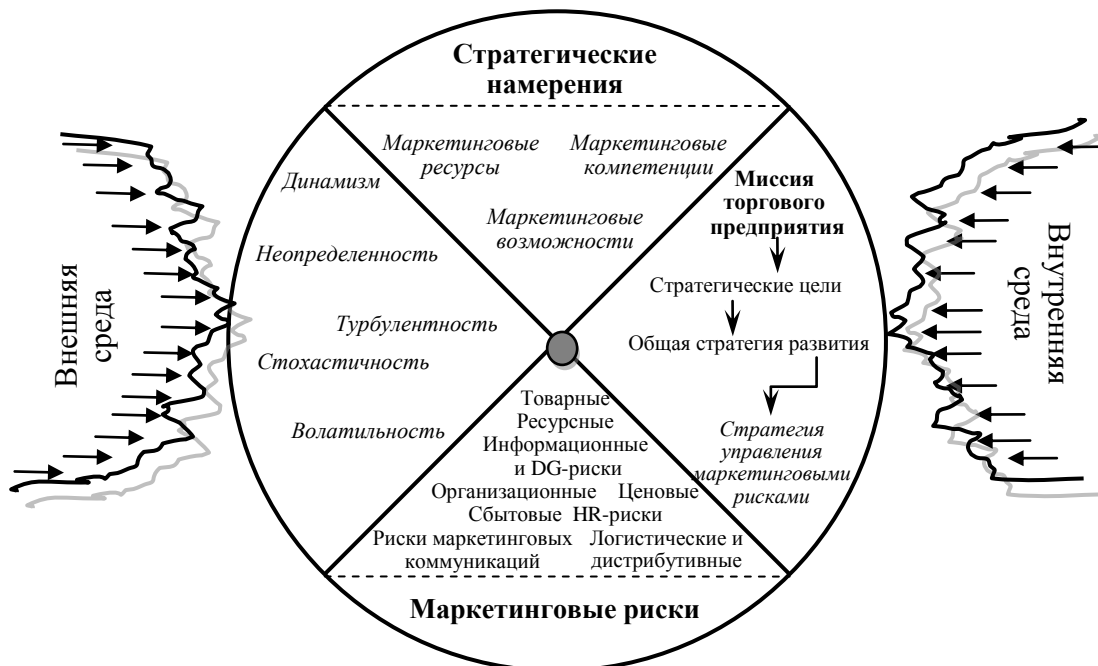 Стратегические
намерения
Маркетинговые
ресурсы
Маркетинговые
компетенции
Маркетинговые
возможности
Динамизм
Неопределенность
Турбулентность
Стохастичность
Волатильность
Миссия
торгового
предприятия
Стратегические цели
Общая стратегия развития
Стратегия
управления
маркетинговыми
рисками
Товарные
Ресурсные
Информационные
и DG-риски
Организационные Ценовые
Сбытовые HR-риски
Риски маркетинговых
коммуникаций
Логистические и
дистрибутивные
Маркетинговые риски
Внешняя
среда
Внутренняя
среда